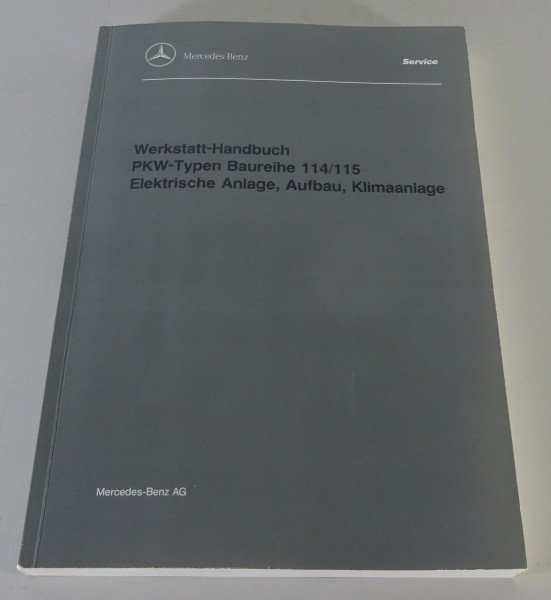 Mercedes-Benz
Service
Werkstatt-Handbuch
PKW-Typen Baureihe 114/115
Elektrische Anlage, Aufbau, Klimaanlage
Mercedes-Benz AG